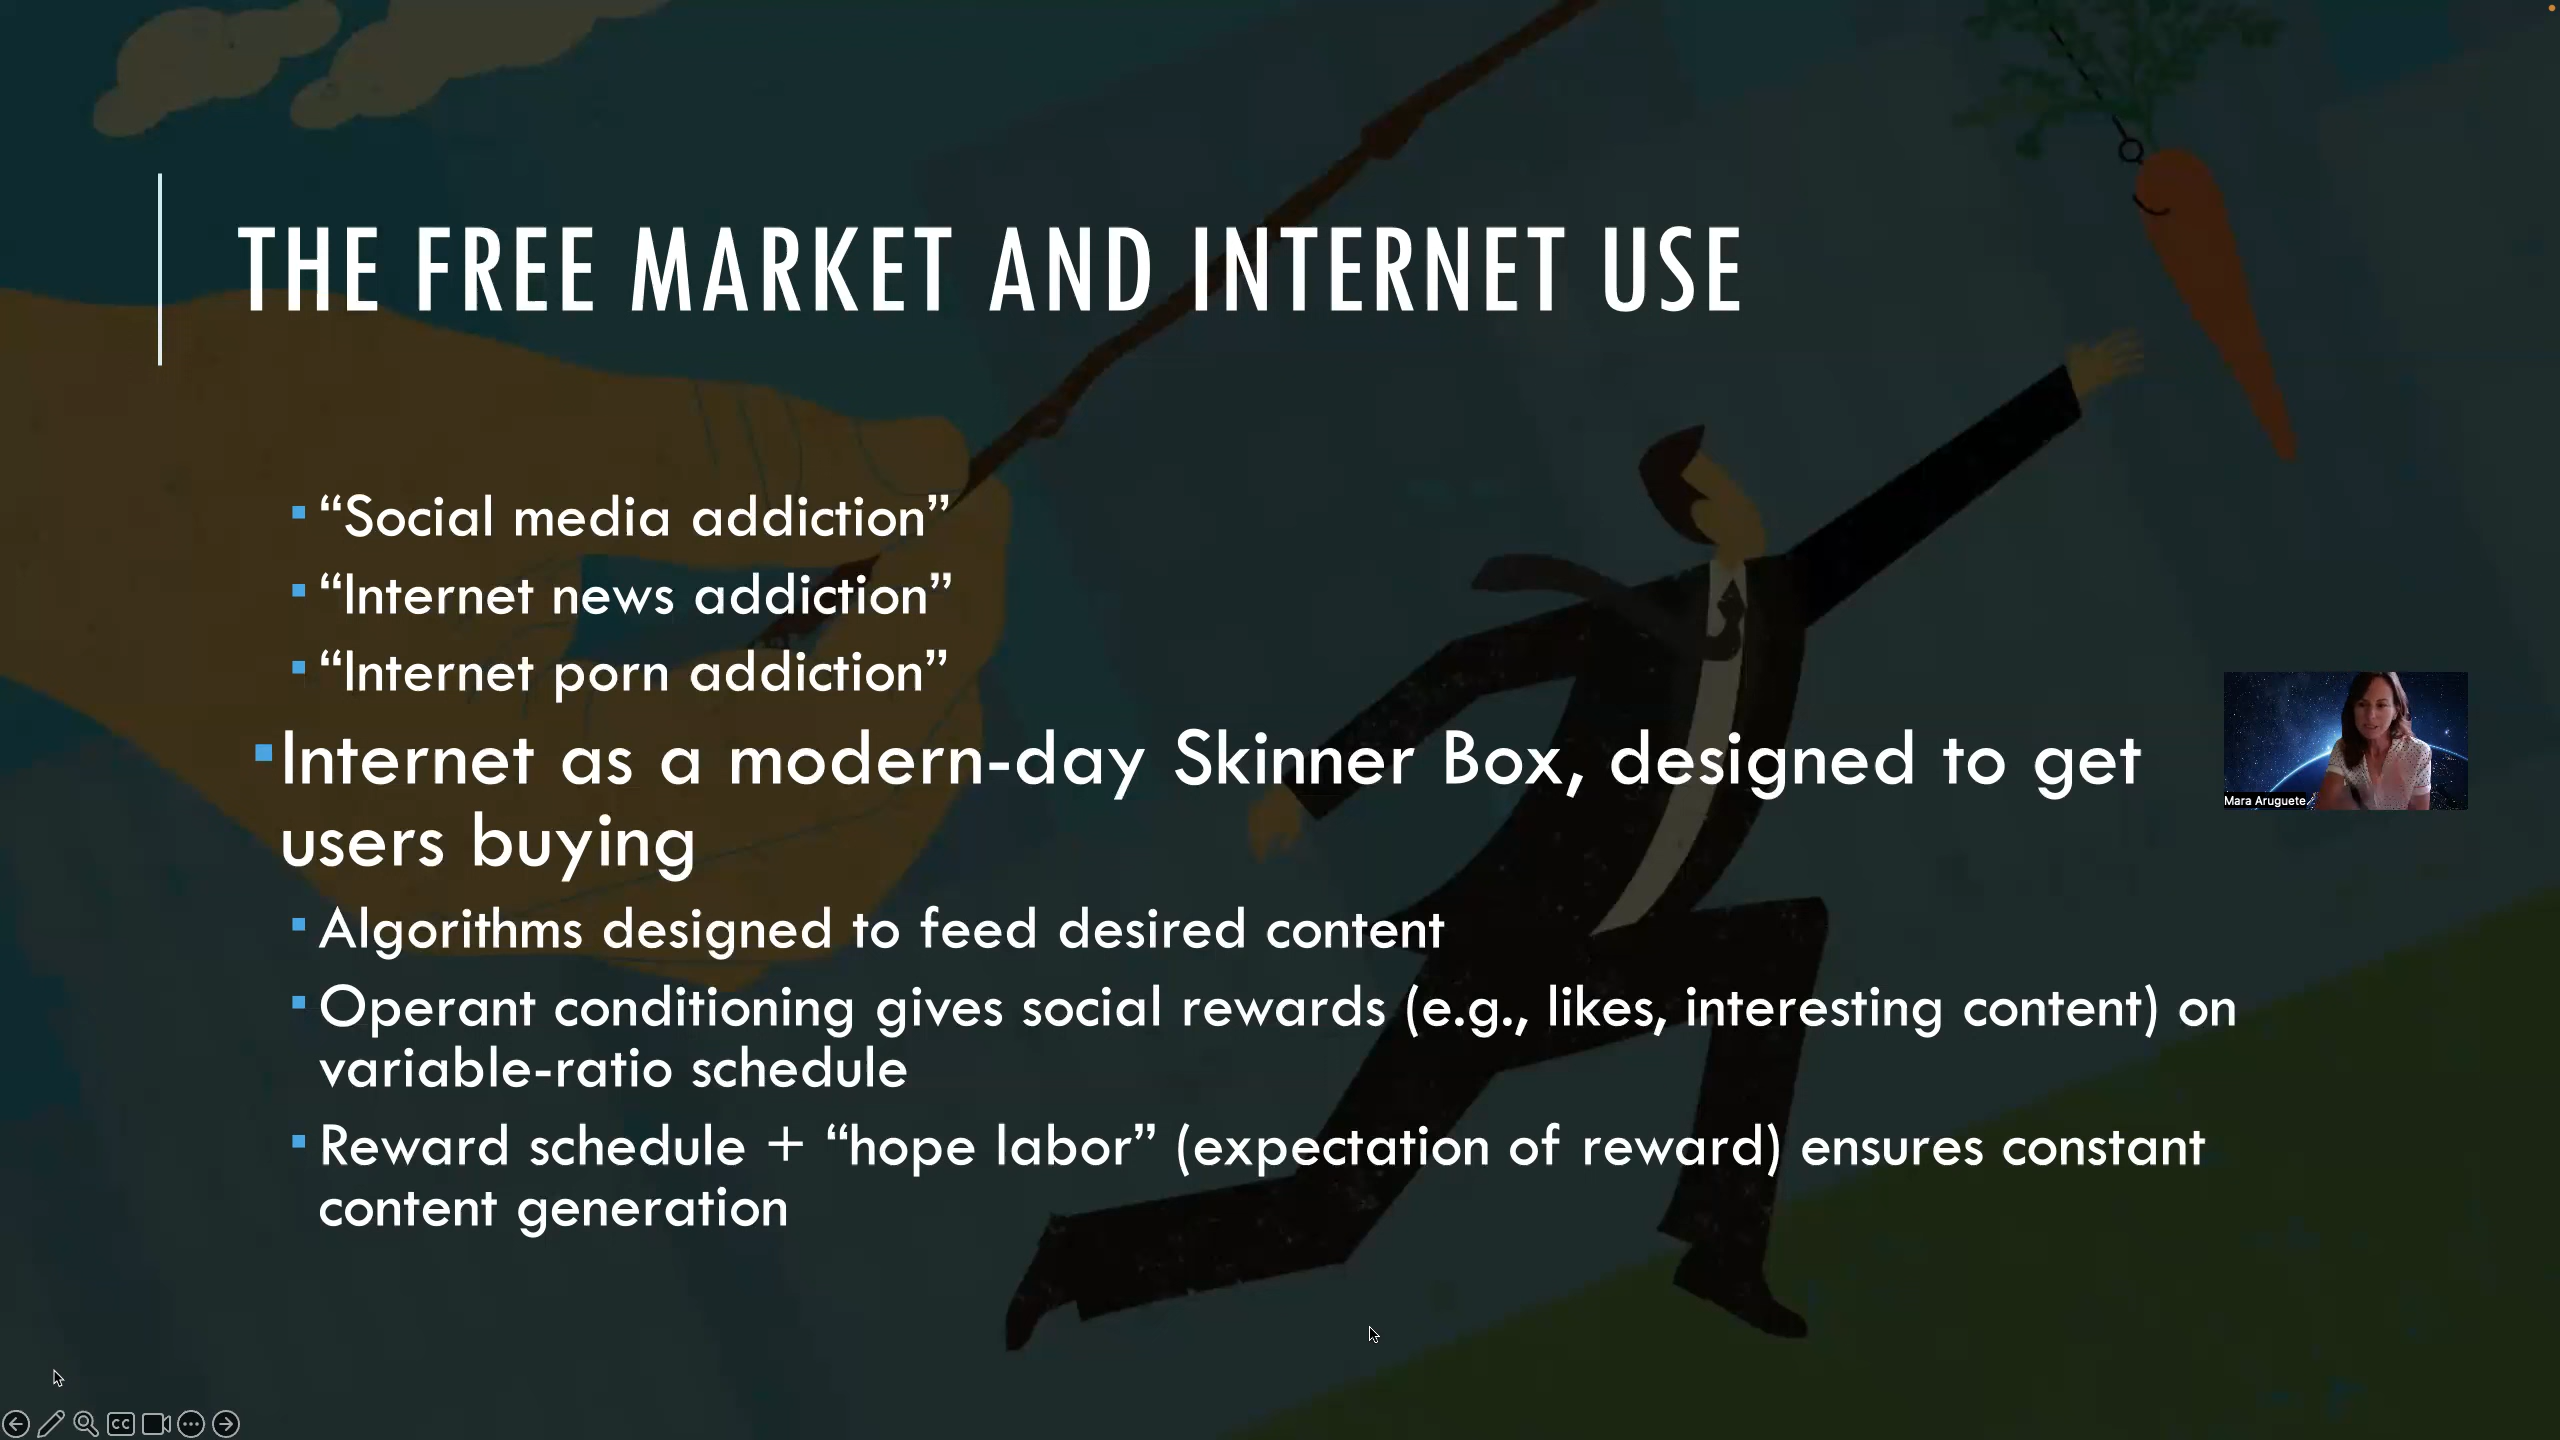 THE FREE MARKET AND INTERNET USE
“Social media addiction”
“Internet news addiction”
“Internet porn addiction”
Internet as a modern-day Skinner Box, designed to get
users buying
Mara Aruguete
Algorithms designed to feed desired content
Operant conditioning gives social rewards (e.g., likes, interesting content) on
variable-ratio schedule
Reward schedule + “hope labor” (expectation of reward) ensures constant
content generation
CC